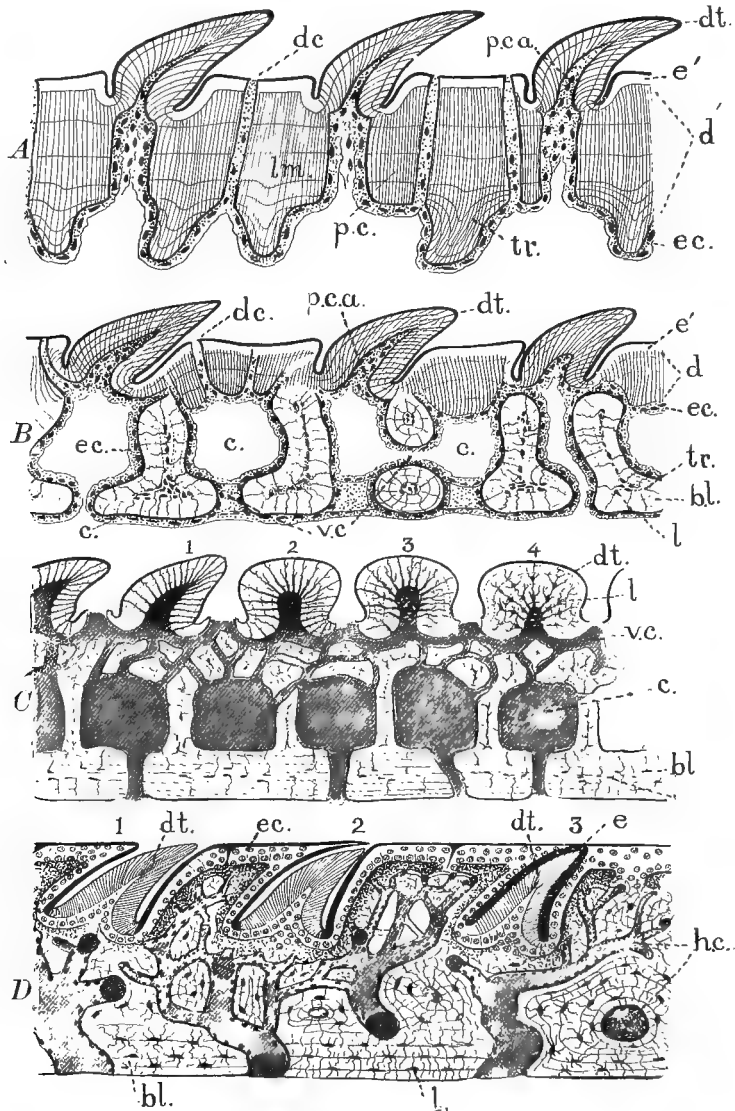 dc
p.c.a.
dt.
e′
A
lm.
d′
p.c.
tr.
ec.
dc.
p.c.a.
dt.
e′
d
ec.
B
ec.
c.
c.
tr.
bl.
c.
v.c
l
1
2
3
4
dt.
l
v.c.
C
c.
bl
1
dt.
ec.
2
dt.
3
e
h.c.
D
bl.
l